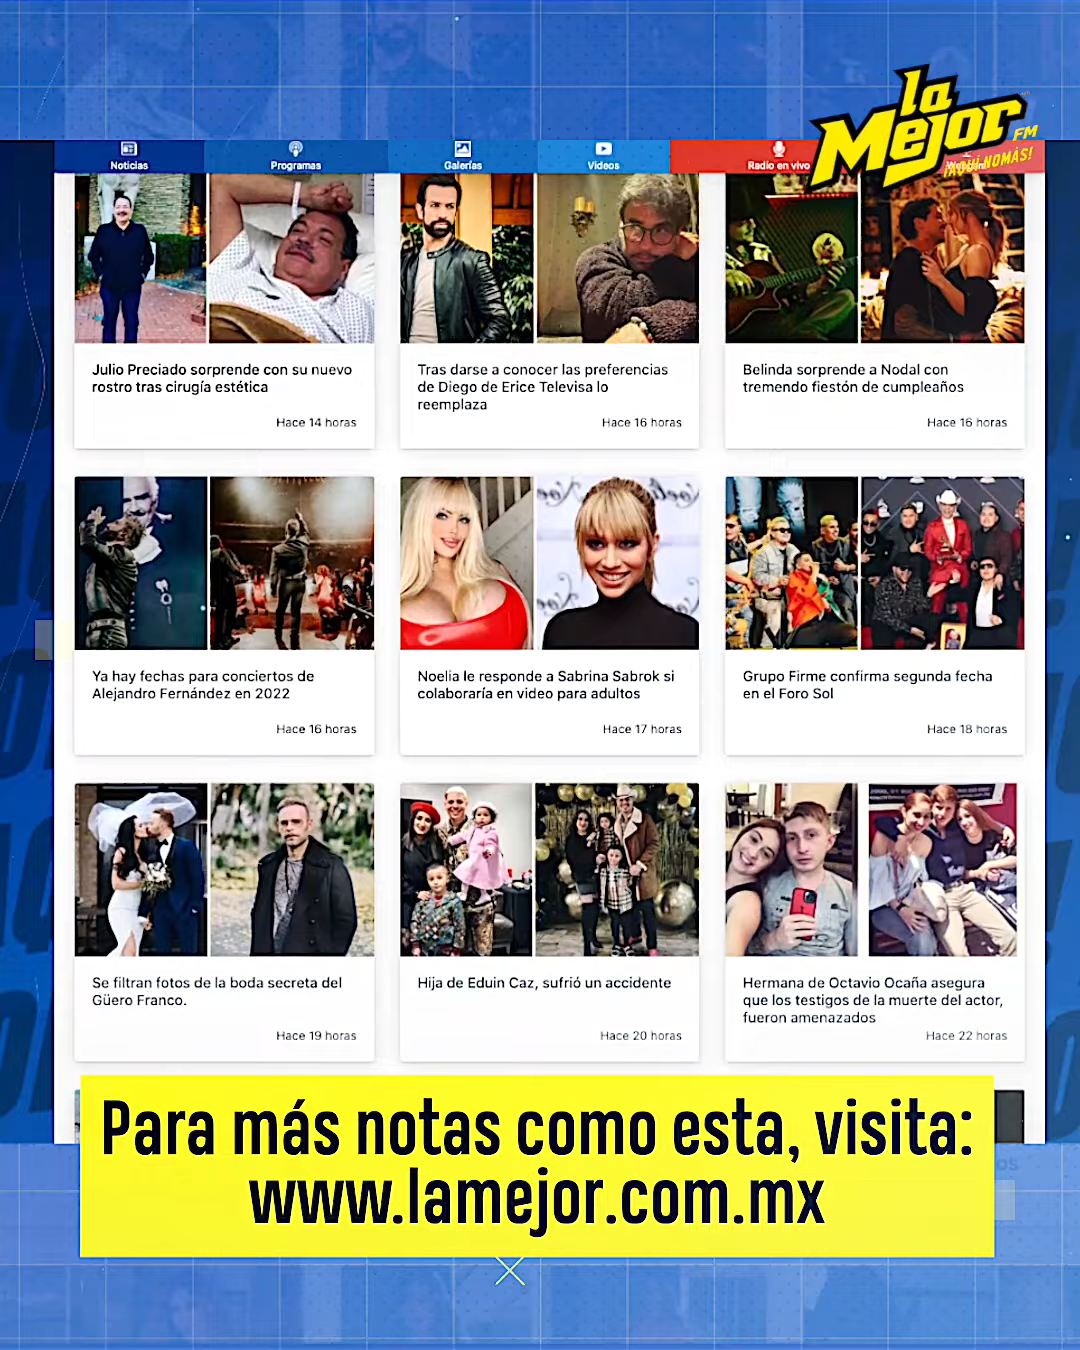 la
Mejor FM
¡AQUÍ NOMÁS!
Noticias
Programas
Galerías
Videos
Radio en vivo
Julio Preciado sorprende con su nuevo
rostro tras cirugía estética
Hace 14 horas
Tras darse a conocer las preferencias
de Diego de Erice Televisa lo
reemplaza
Hace 16 horas
Belinda sorprende a Nodal con
tremendo fiestón de cumpleaños
Hace 16 horas
Ya hay fechas para conciertos de
Alejandro Fernández en 2022
Hace 16 horas
Noelia le responde a Sabrina Sabrok si
colaboraría en video para adultos
Hace 17 horas
Grupo Firme confirma segunda fecha
en el Foro Sol
Hace 18 horas
Se filtran fotos de la boda secreta del
Güero Franco.
Hace 19 horas
Hija de Eduin Caz, sufrió un accidente
Hace 20 horas
Hermana de Octavio Ocaña asegura
que los testigos de la muerte del actor,
fueron amenazados
Hace 22 horas
Para más notas como esta, visita:
www.lamejor.com.mx